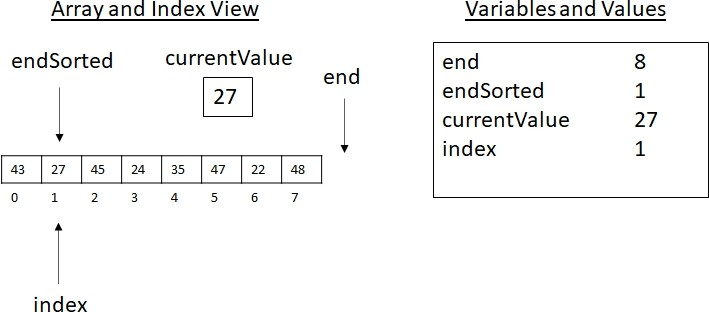 Array and Index View
Variables and Values
endSorted
currentValue
end
27
end 8
endSorted 1
currentValue 27
index 1
43 27 45 24 35 47 22 48
0 1 2 3 4 5 6 7
index